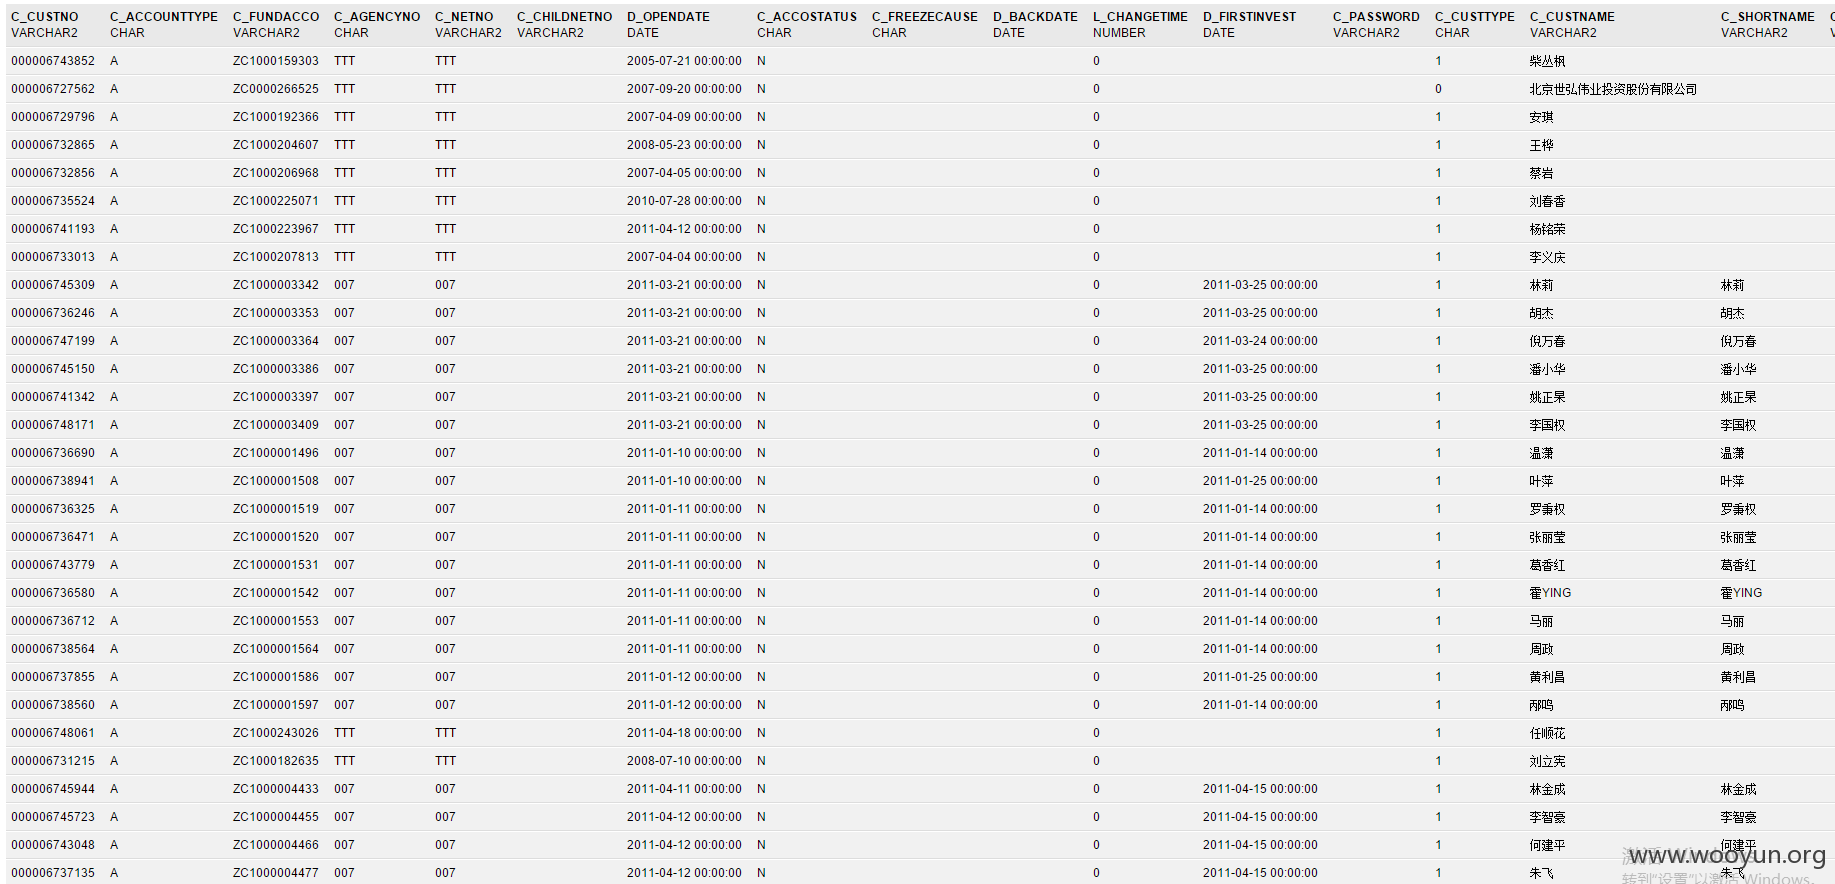 C_CUSTNO C_ACCOUNTTYPE C_FUNDACCO C_AGENCYNO C_NETNO C_CHILDNETNO D_OPENDATE C_ACCOSTATUS C_FREEZECAUSE D_BACKDATE L_CHANGETIME D_FIRSTINVEST C_PASSWORD C_CUSTTYPE C_CUSTNAME C_SHORTNAME
VARCHAR2 CHAR VARCHAR2 CHAR VARCHAR2 VARCHAR2 DATE CHAR CHAR DATE NUMBER DATE VARCHAR2 CHAR VARCHAR2 VARCHAR2
000006743852 A ZC1000159303 TTT TTT 2005-07-21 00:00:00 N 0 1 柴丛枫
000006727562 A ZC0000266525 TTT TTT 2007-09-20 00:00:00 N 0 0 北京世弘伟业投资股份有限公司
000006729796 A ZC1000192366 TTT TTT 2007-04-09 00:00:00 N 0 1 安琪
000006732865 A ZC1000204607 TTT TTT 2008-05-23 00:00:00 N 0 1 王桦
000006732856 A ZC1000206968 TTT TTT 2007-04-05 00:00:00 N 0 1 蔡岩
000006735524 A ZC1000225071 TTT TTT 2010-07-28 00:00:00 N 0 1 刘春香
000006741193 A ZC1000223967 TTT TTT 2011-04-12 00:00:00 N 0 1 杨铭荣
000006733013 A ZC1000207813 TTT TTT 2007-04-04 00:00:00 N 0 1 李义庆
000006745309 A ZC1000003342 007 007 2011-03-21 00:00:00 N 0 2011-03-25 00:00:00 1 林莉 林莉
000006736246 A ZC1000003353 007 007 2011-03-21 00:00:00 N 0 2011-03-25 00:00:00 1 胡杰 胡杰
000006747199 A ZC1000003364 007 007 2011-03-21 00:00:00 N 0 2011-03-24 00:00:00 1 倪万春 倪万春
000006745150 A ZC1000003386 007 007 2011-03-21 00:00:00 N 0 2011-03-25 00:00:00 1 潘小华 潘小华
000006741342 A ZC1000003397 007 007 2011-03-21 00:00:00 N 0 2011-03-25 00:00:00 1 姚正杲 姚正杲
000006748171 A ZC1000003409 007 007 2011-03-21 00:00:00 N 0 2011-03-25 00:00:00 1 李国权 李国权
000006736690 A ZC1000001496 007 007 2011-01-10 00:00:00 N 0 2011-01-14 00:00:00 1 温潇 温潇
000006738941 A ZC1000001508 007 007 2011-01-10 00:00:00 N 0 2011-01-25 00:00:00 1 叶萍 叶萍
000006736325 A ZC1000001519 007 007 2011-01-11 00:00:00 N 0 2011-01-14 00:00:00 1 罗秉权 罗秉权
000006736471 A ZC1000001520 007 007 2011-01-11 00:00:00 N 0 2011-01-14 00:00:00 1 张丽莹 张丽莹
000006743779 A ZC1000001531 007 007 2011-01-11 00:00:00 N 0 2011-01-14 00:00:00 1 葛香红 葛香红
000006736580 A ZC1000001542 007 007 2011-01-11 00:00:00 N 0 2011-01-14 00:00:00 1 霍YING 霍YING
000006736712 A ZC1000001553 007 007 2011-01-11 00:00:00 N 0 2011-01-14 00:00:00 1 马丽 马丽
000006738564 A ZC1000001564 007 007 2011-01-11 00:00:00 N 0 2011-01-14 00:00:00 1 周政 周政
000006737855 A ZC1000001586 007 007 2011-01-12 00:00:00 N 0 2011-01-25 00:00:00 1 黄利昌 黄利昌
000006738560 A ZC1000001597 007 007 2011-01-12 00:00:00 N 0 2011-01-14 00:00:00 1 邴鸣 邴鸣
000006748061 A ZC1000243026 TTT TTT 2011-04-18 00:00:00 N 0 1 任顺花
000006731215 A ZC1000182635 TTT TTT 2008-07-10 00:00:00 N 0 1 刘立宪
000006745944 A ZC1000004433 007 007 2011-04-11 00:00:00 N 0 2011-04-15 00:00:00 1 林金成 林金成
000006745723 A ZC1000004455 007 007 2011-04-12 00:00:00 N 0 2011-04-15 00:00:00 1 李智豪 李智豪
000006743048 A ZC1000004466 007 007 2011-04-12 00:00:00 N 0 2011-04-15 00:00:00 1 何建平 何建平
000006737135 A ZC1000004477 007 007 2011-04-12 00:00:00 N 0 2011-04-15 00:00:00 1 朱飞 朱飞
激活 Windows
www.wooyun.org
转到"设置"以激活 Windows。